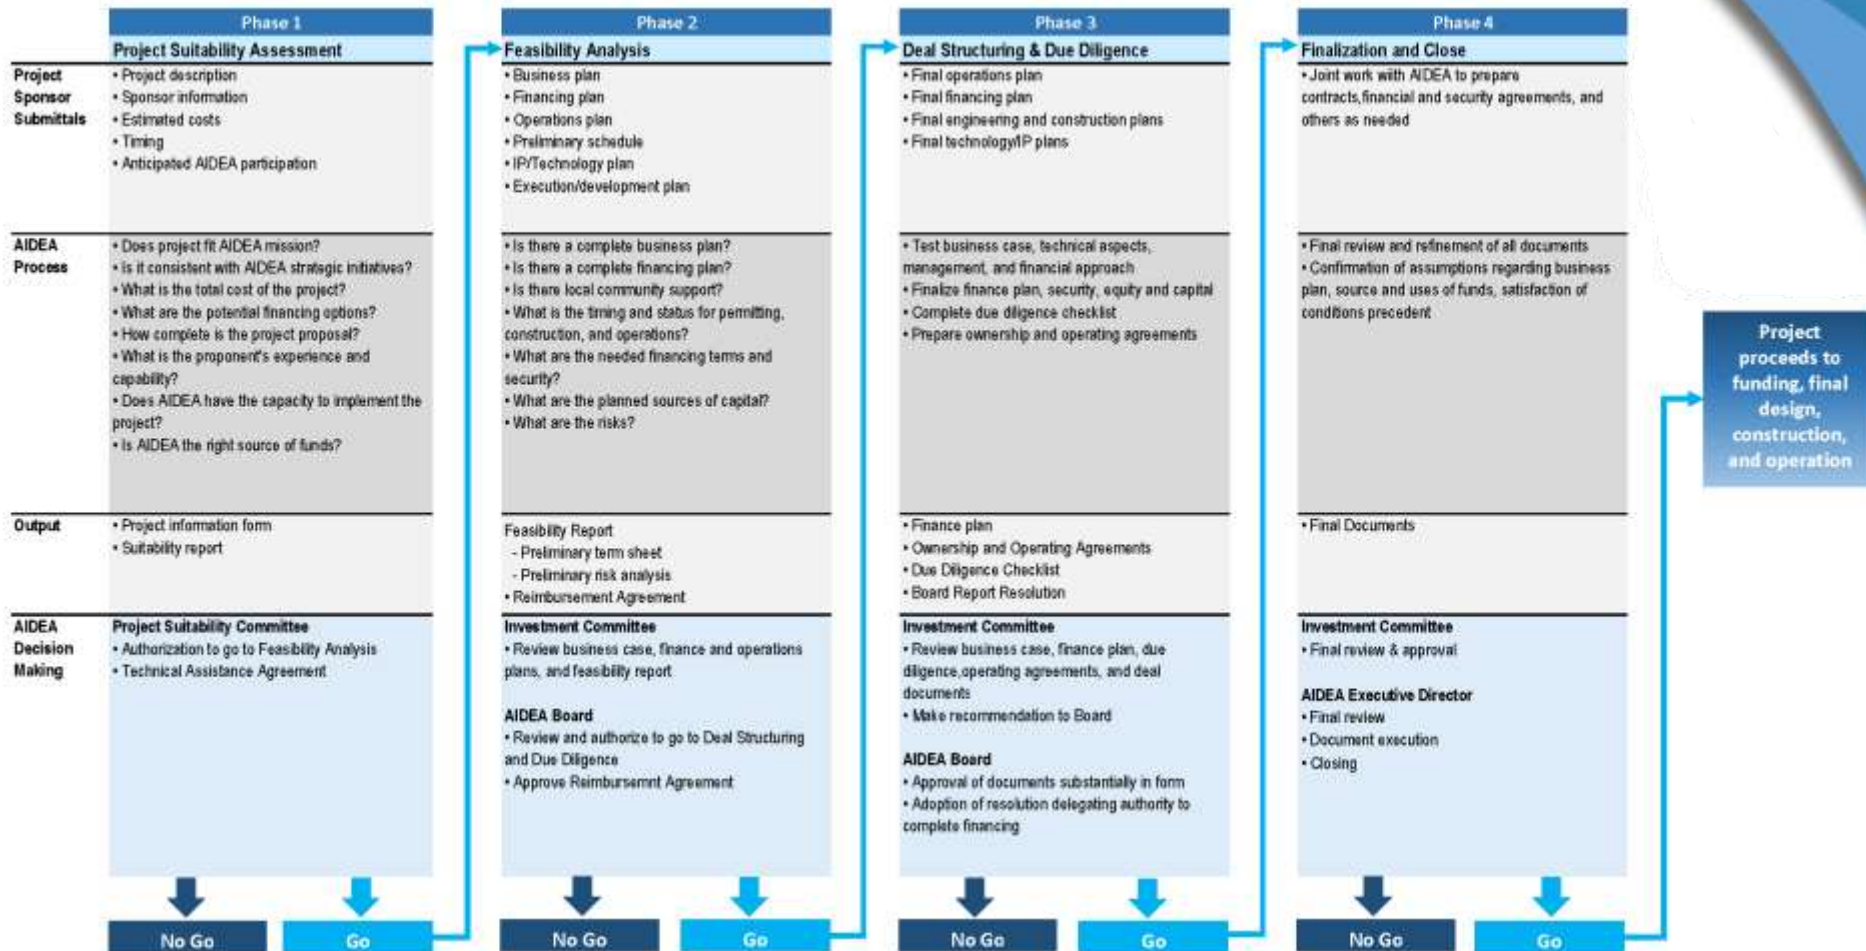 Phase 1
Project Suitability Assessment
Project
Sponsor
Submittals
• Project description
• Sponsor information
• Estimated costs
• Timing
• Anticipated AIDEA participation
AIDEA
Process
• Does project fit AIDEA mission?
• Is it consistent with AIDEA strategic initiatives?
• What is the total cost of the project?
• What are the potential financing options?
• How complete is the project proposal?
• What is the proponent's experience and
capability?
• Does AIDEA have the capacity to implement the
project?
• Is AIDEA the right source of funds?
Output
• Project information form
• Suitability report
AIDEA
Decision
Making
Project Suitability Committee
• Authorization to go to Feasibility Analysis
• Technical Assistance Agreement
No Go
Go
Phase 2
Feasibility Analysis
• Business plan
• Financing plan
• Operations plan
• Preliminary schedule
• IP/Technology plan
• Execution/development plan
• Is there a complete business plan?
• Is there a complete financing plan?
• Is there local community support?
• What is the timing and status for permitting,
construction, and operations?
• What are the needed financing terms and
security?
• What are the planned sources of capital?
• What are the risks?
Feasibility Report
- Preliminary term sheet
- Preliminary risk analysis
• Reimbursement Agreement
Investment Committee
• Review business case, finance and operations
plans, and feasibility report
AIDEA Board
• Review and authorize to go to Deal Structuring
and Due Diligence
• Approve Reimbursemnt Agreement
No Go
Go
Phase 3
Deal Structuring & Due Diligence
• Final operations plan
• Final financing plan
• Final engineering and construction plans
• Final technology/IP plans
• Test business case, technical aspects,
management, and financial approach
• Finalize finance plan, security, equity and capital
• Complete due diligence checklist
• Prepare ownership and operating agreements
• Finance plan
• Ownership and Operating Agreements
• Due Diligence Checklist
• Board Report Resolution
Investment Committee
• Review business case, finance plan, due
diligence,operating agreements, and deal
documents
• Make recommendation to Board
AIDEA Board
• Approval of documents substantially in form
• Adoption of resolution delegating authority to
complete financing
No Go
Go
Phase 4
Finalization and Close
• Joint work with AIDEA to prepare
contracts,financial and security agreements, and
others as needed
• Final review and refinement of all documents
• Confirmation of assumptions regarding business
plan, source and uses of funds, satisfaction of
conditions precedent
• Final Documents
Investment Committee
• Final review & approval
AIDEA Executive Director
• Final review
• Document execution
• Closing
No Go
Go
Project
proceeds to
funding, final
design,
construction,
and operation